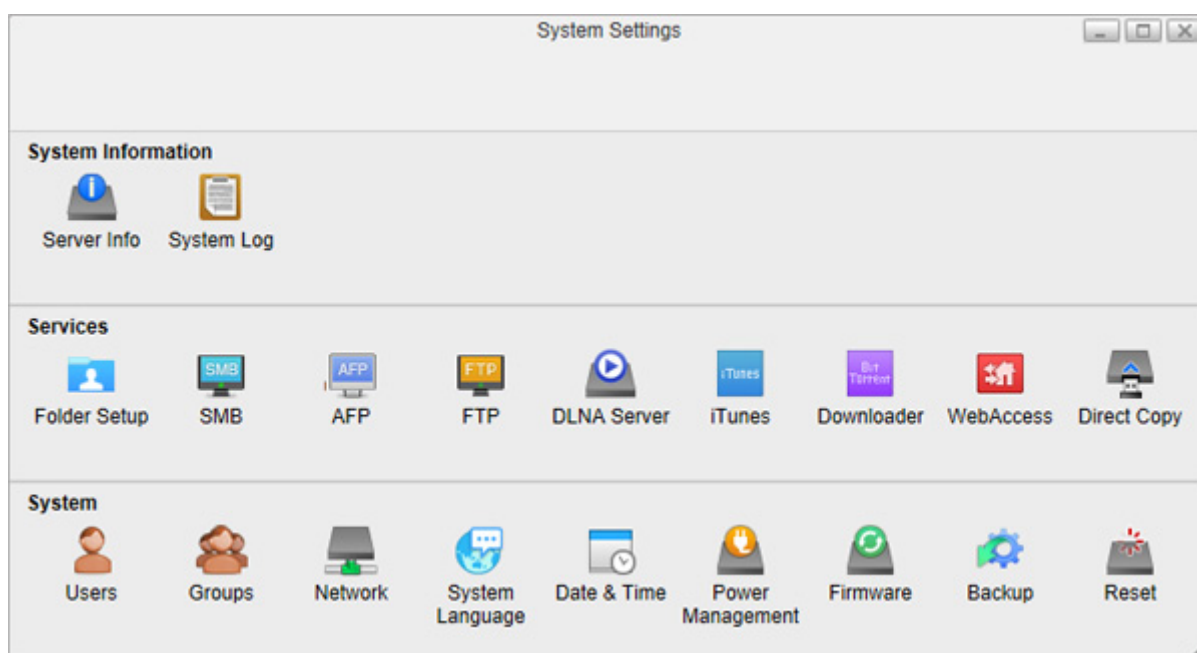 System Settings
System Information
Server Info
System Log
Services
SMB
AFP
FTP
iTunes
Bit
Torrent
Folder Setup
SMB
AFP
FTP
DLNA Server
iTunes
Downloader
WebAccess
Direct Copy
System
Users
Groups
Network
System
Language
Date & Time
Power
Management
Firmware
Backup
Reset